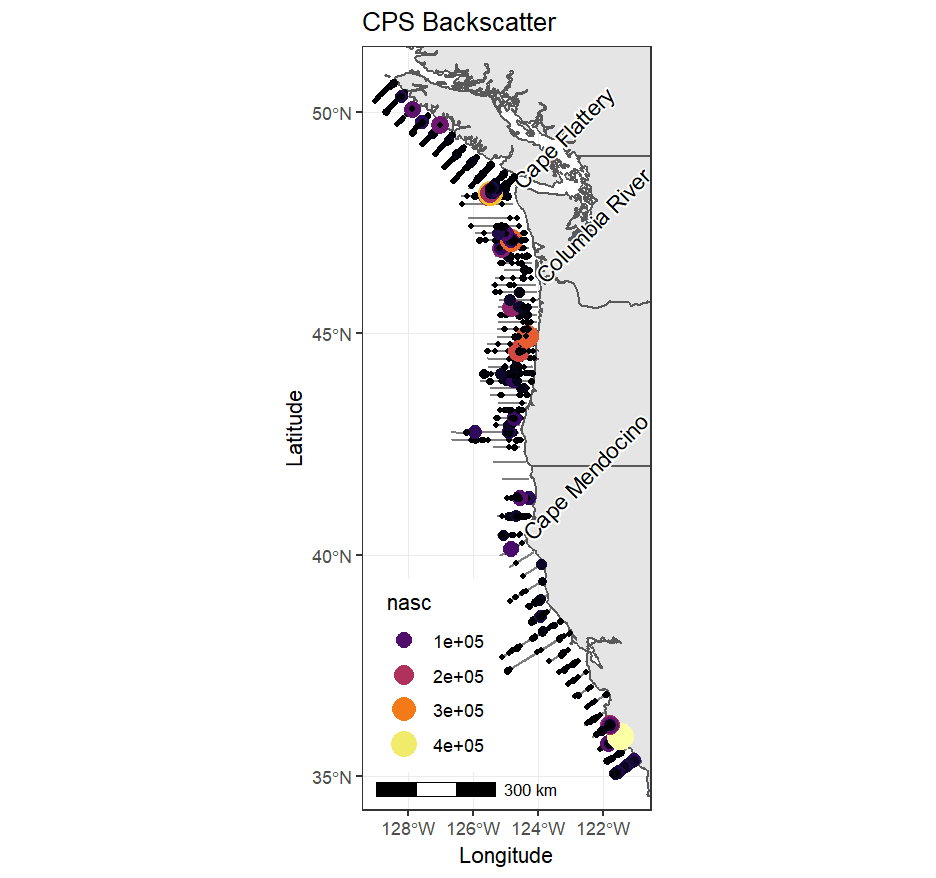 CPS Backscatter
50°N
45°N
40°N
35°N
Latitude
Cape Flattery
Columbia River
Cape Mendocino
nasc
1e+05
2e+05
3e+05
4e+05
300 km
128°W
126°W
124°W
122°W
Longitude